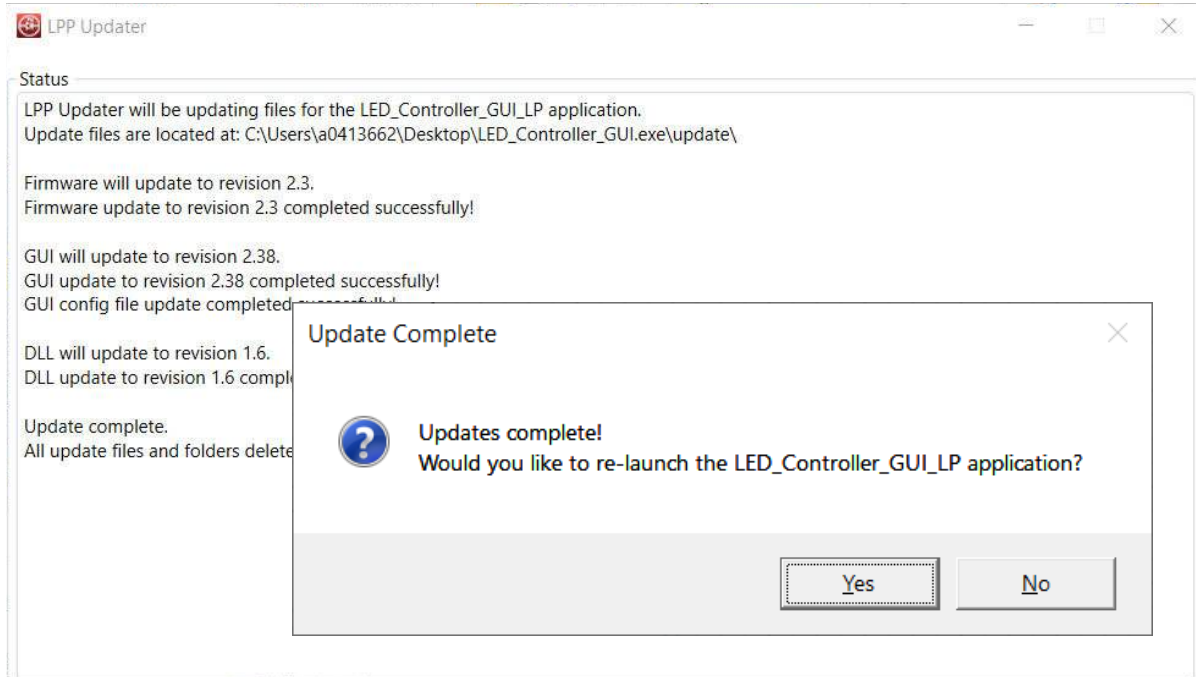 LPP Updater
Status
LPP Updater will be updating files for the LED_Controller_GUI_LP application.
Update files are located at: C:\Users\a0413662\Desktop\LED_Controller_GUI.exe\update\
Firmware will update to revision 2.3.
Firmware update to revision 2.3 completed successfully!
GUI will update to revision 2.38.
GUI update to revision 2.38 completed successfully!
GUI config file update completed successfully!
DLL will update to revision 1.6.
DLL update to revision 1.6
Update complete.
All update files and folders
Update Complete
Updates complete!
Would you like to re-launch the LED_Controller_GUI_LP application?
Yes
No